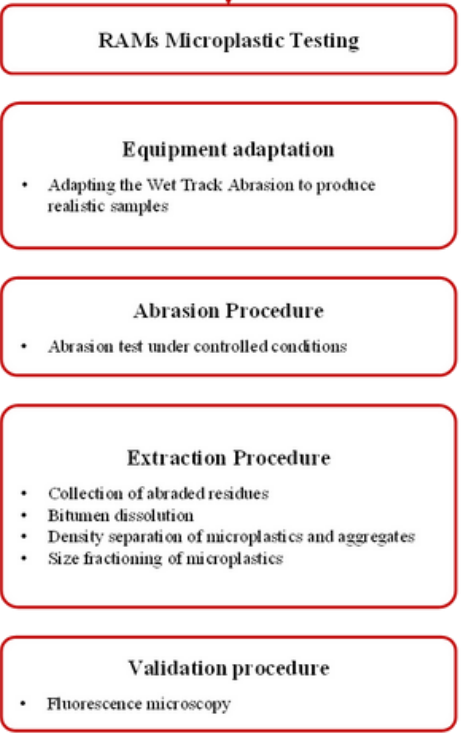 RAMs Microplastic Testing
Equipment adaptation
• Adapting the Wet Track Abrasion to produce
realistic samples
Abrasion Procedure
• Abrasion test under controlled conditions
Extraction Procedure
• Collection of abraded residues
• Bitumen dissolution
• Density separation of microplastics and aggregates
• Size fractioning of microplastics
Validation procedure
• Fluorescence microscopy